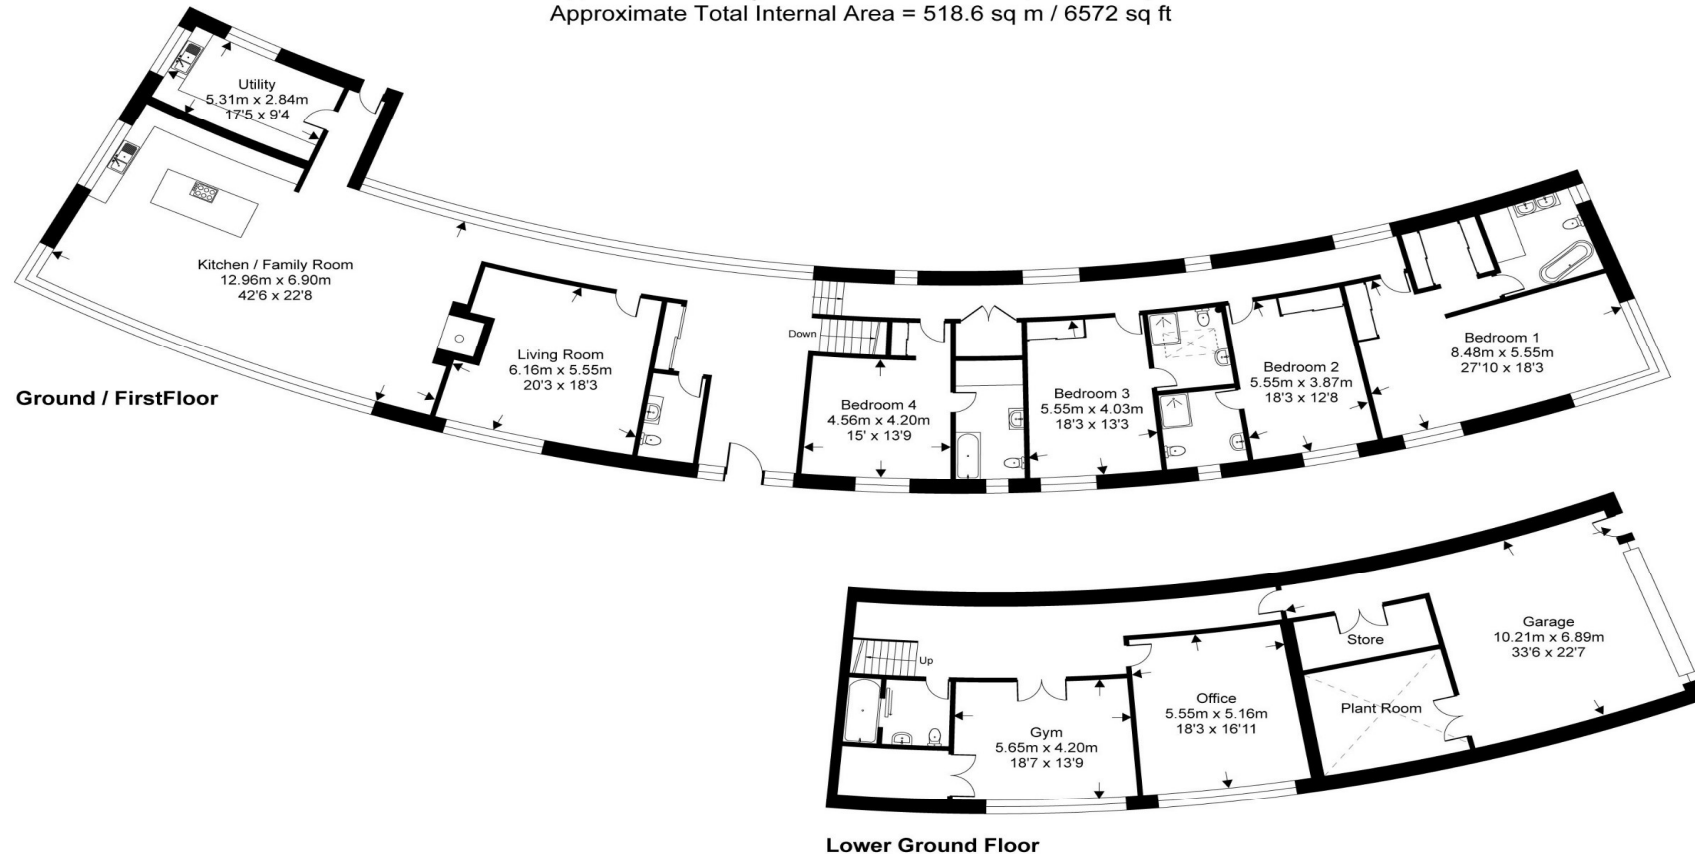 Approximate Total Internal Area = 518.6 sq m / 6572 sq ft
Utility
5.31m x 2.84m
17'5 x 9'4
Kitchen / Family Room
12.96m x 6.90m
42'6 x 22'8
Living Room
6.16m x 5.55m
20'3 x 18'3
Down
Bedroom 4
4.56m x 4.20m
15' x 13'9
Bedroom 3
5.55m x 4.03m
18'3 x 13'3
Bedroom 2
5.55m x 3.87m
18'3 x 12'8
Bedroom 1
8.48m x 5.55m
27'10 x 18'3
Ground / FirstFloor
Up
Gym
5.65m x 4.20m
18'7 x 13'9
Office
5.55m x 5.16m
18'3 x 16'11
Store
Plant Room
Garage
10.21m x 6.89m
33'6 x 22'7
Lower Ground Floor